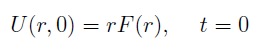 U(r, 0) = rF(r), t = 0